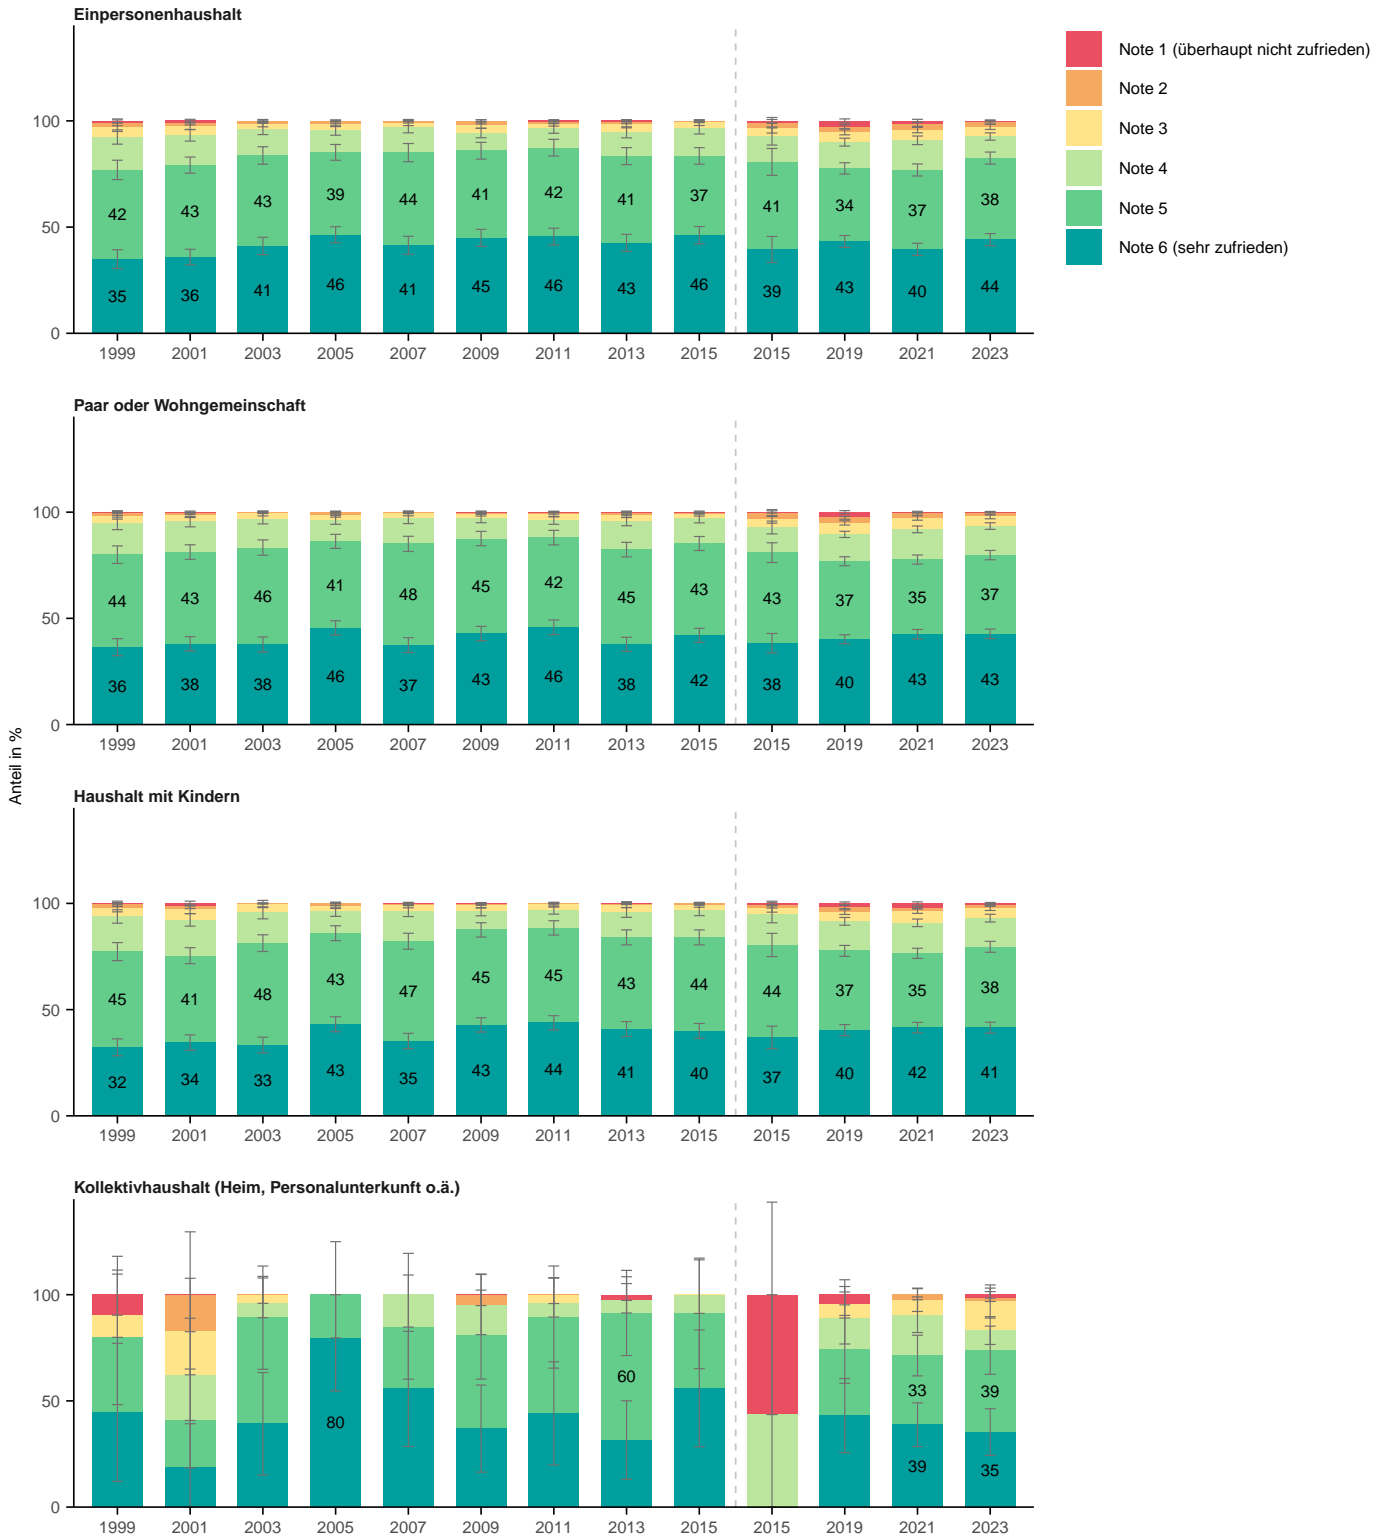 Einpersonenhaushalt
Note 1 (überhaupt nicht zufrieden)
Note 2
Note 3
Note 4
Note 5
Note 6 (sehr zufrieden)
100
50
0
42 43 43 39 44 41 42 41 37 41 34 37 38
35 36 41 46 41 45 46 43 46 39 43 40 44
1999 2001 2003 2005 2007 2009 2011 2013 2015 2015 2019 2021 2023
Paar oder Wohngemeinschaft
100
50
0
44 43 46 41 48 45 42 45 43 43 37 35 37
36 38 38 46 37 43 46 38 42 38 40 43 43
1999 2001 2003 2005 2007 2009 2011 2013 2015 2015 2019 2021 2023
Anteil in %
Haushalt mit Kindern
100
50
0
45 41 48 43 47 45 45 43 44 44 37 35 38
32 34 33 43 35 43 44 41 40 37 40 42 41
1999 2001 2003 2005 2007 2009 2011 2013 2015 2015 2019 2021 2023
Kollektivhaushalt (Heim, Personalunterkunft o.ä.)
100
50
0
60 33 39
80 39 35
1999 2001 2003 2005 2007 2009 2011 2013 2015 2015 2019 2021 2023